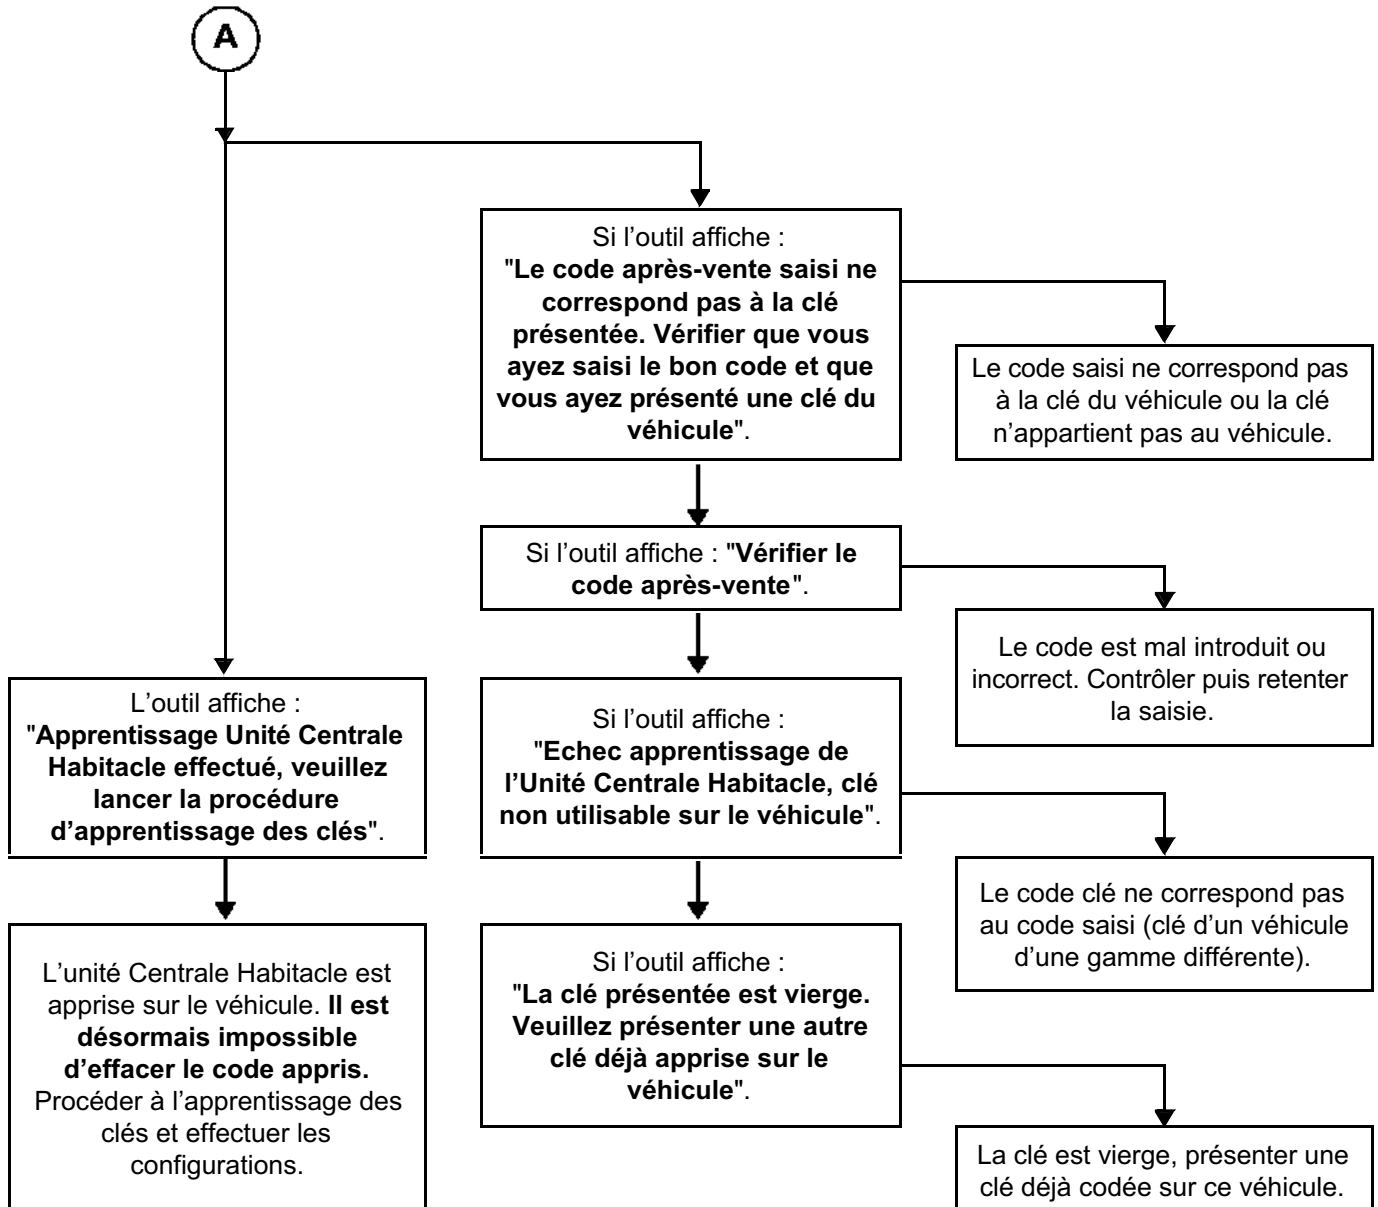 A
Si l'outil affiche :
"Le code après-vente saisi ne
correspond pas à la clé
présentée. Vérifier que vous
ayez saisi le bon code et que
vous ayez présenté une clé du
véhicule".
Le code saisi ne correspond pas
à la clé du véhicule ou la clé
n'appartient pas au véhicule.
Si l'outil affiche : "Vérifier le
code après-vente".
Le code est mal introduit ou
incorrect. Contrôler puis retenter
la saisie.
L'outil affiche :
"Apprentissage Unité Centrale
Habitacle effectué, veuillez
lancer la procédure
d'apprentissage des clés".
Si l'outil affiche :
"Echec apprentissage de
l'Unité Centrale Habitacle, clé
non utilisable sur le véhicule".
Le code clé ne correspond pas
au code saisi (clé d'un véhicule
d'une gamme différente).
L'unité Centrale Habitacle est
apprise sur le véhicule. Il est
désormais impossible
d'effacer le code appris.
Procéder à l'apprentissage des
clés et effectuer les
configurations.
Si l'outil affiche :
"La clé présentée est vierge.
Veuillez présenter une autre
clé déjà apprise sur le
véhicule".
La clé est vierge, présenter une
clé déjà codée sur ce véhicule.